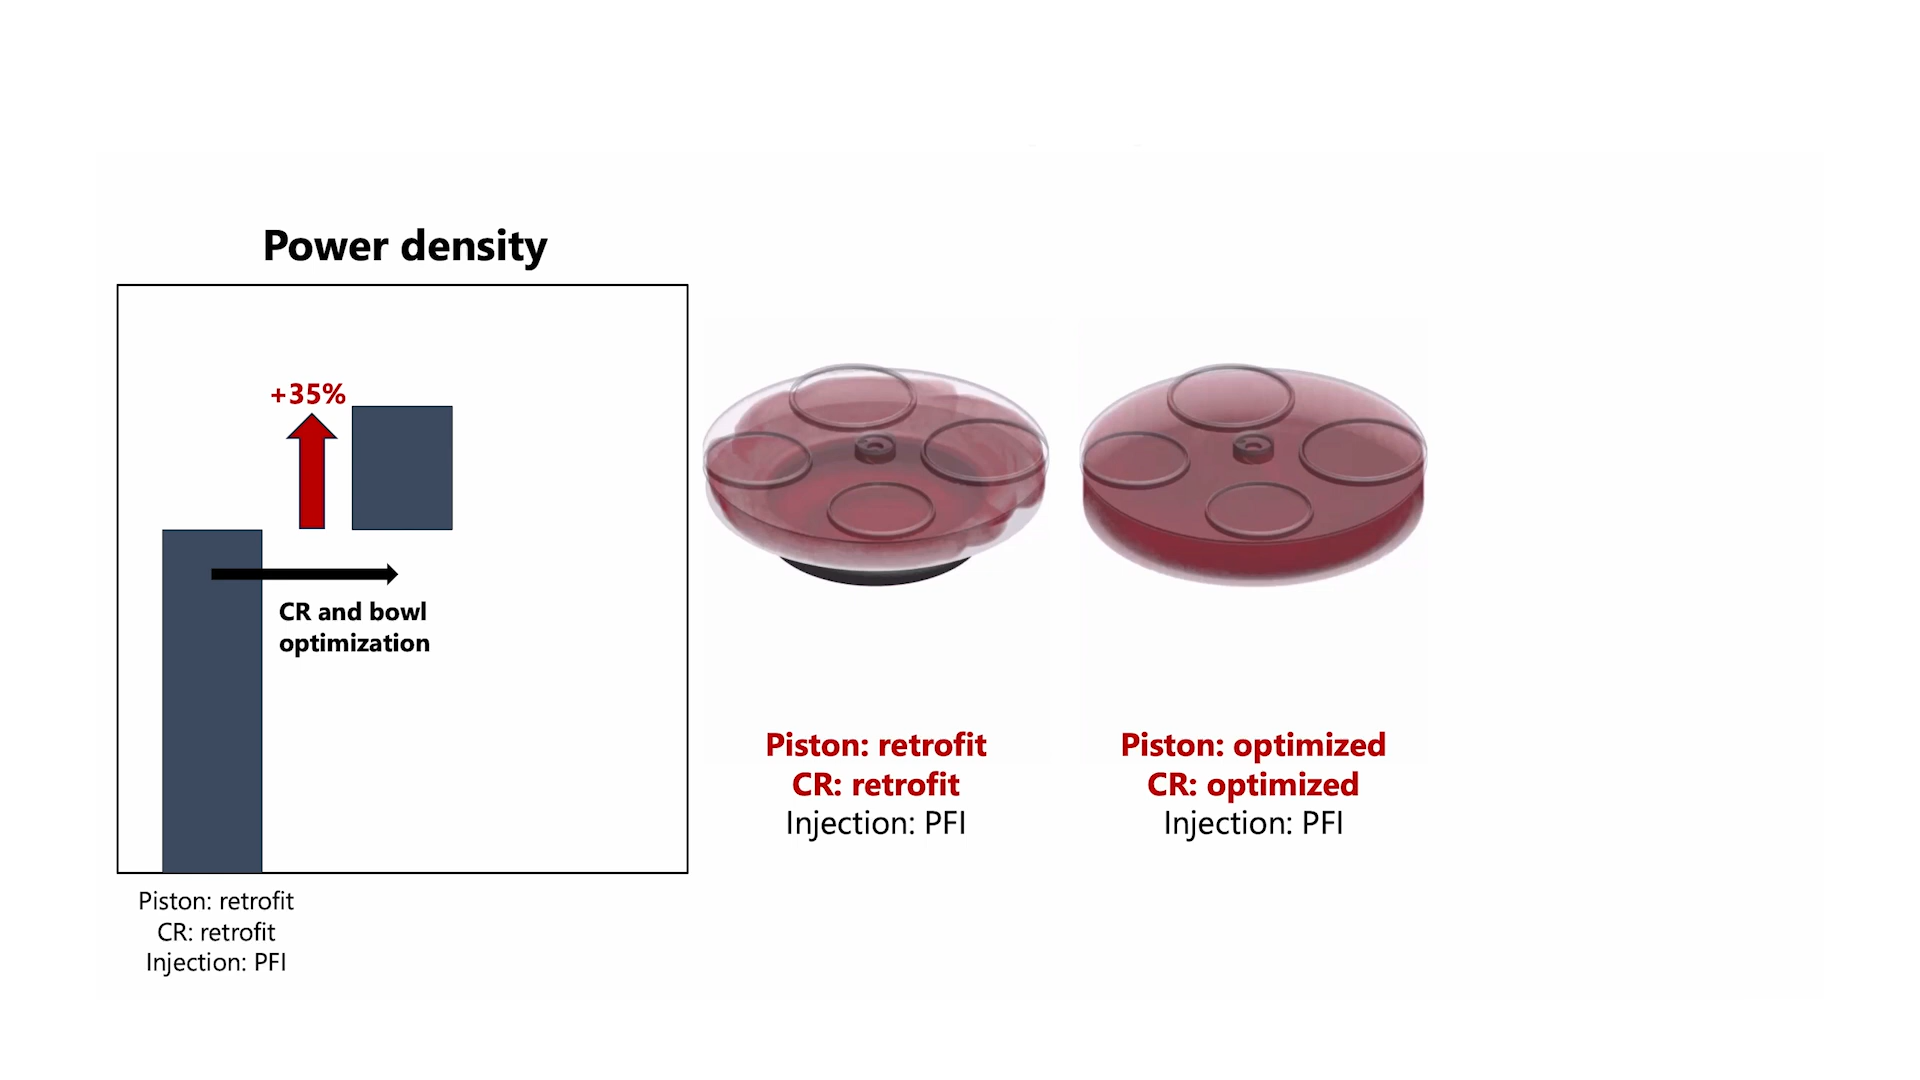 Power density
+35%
CR and bowl
optimization
Piston: retrofit
CR: retrofit
Injection: PFI
Piston: retrofit
CR: retrofit
Injection: PFI
Piston: optimized
CR: optimized
Injection: PFI